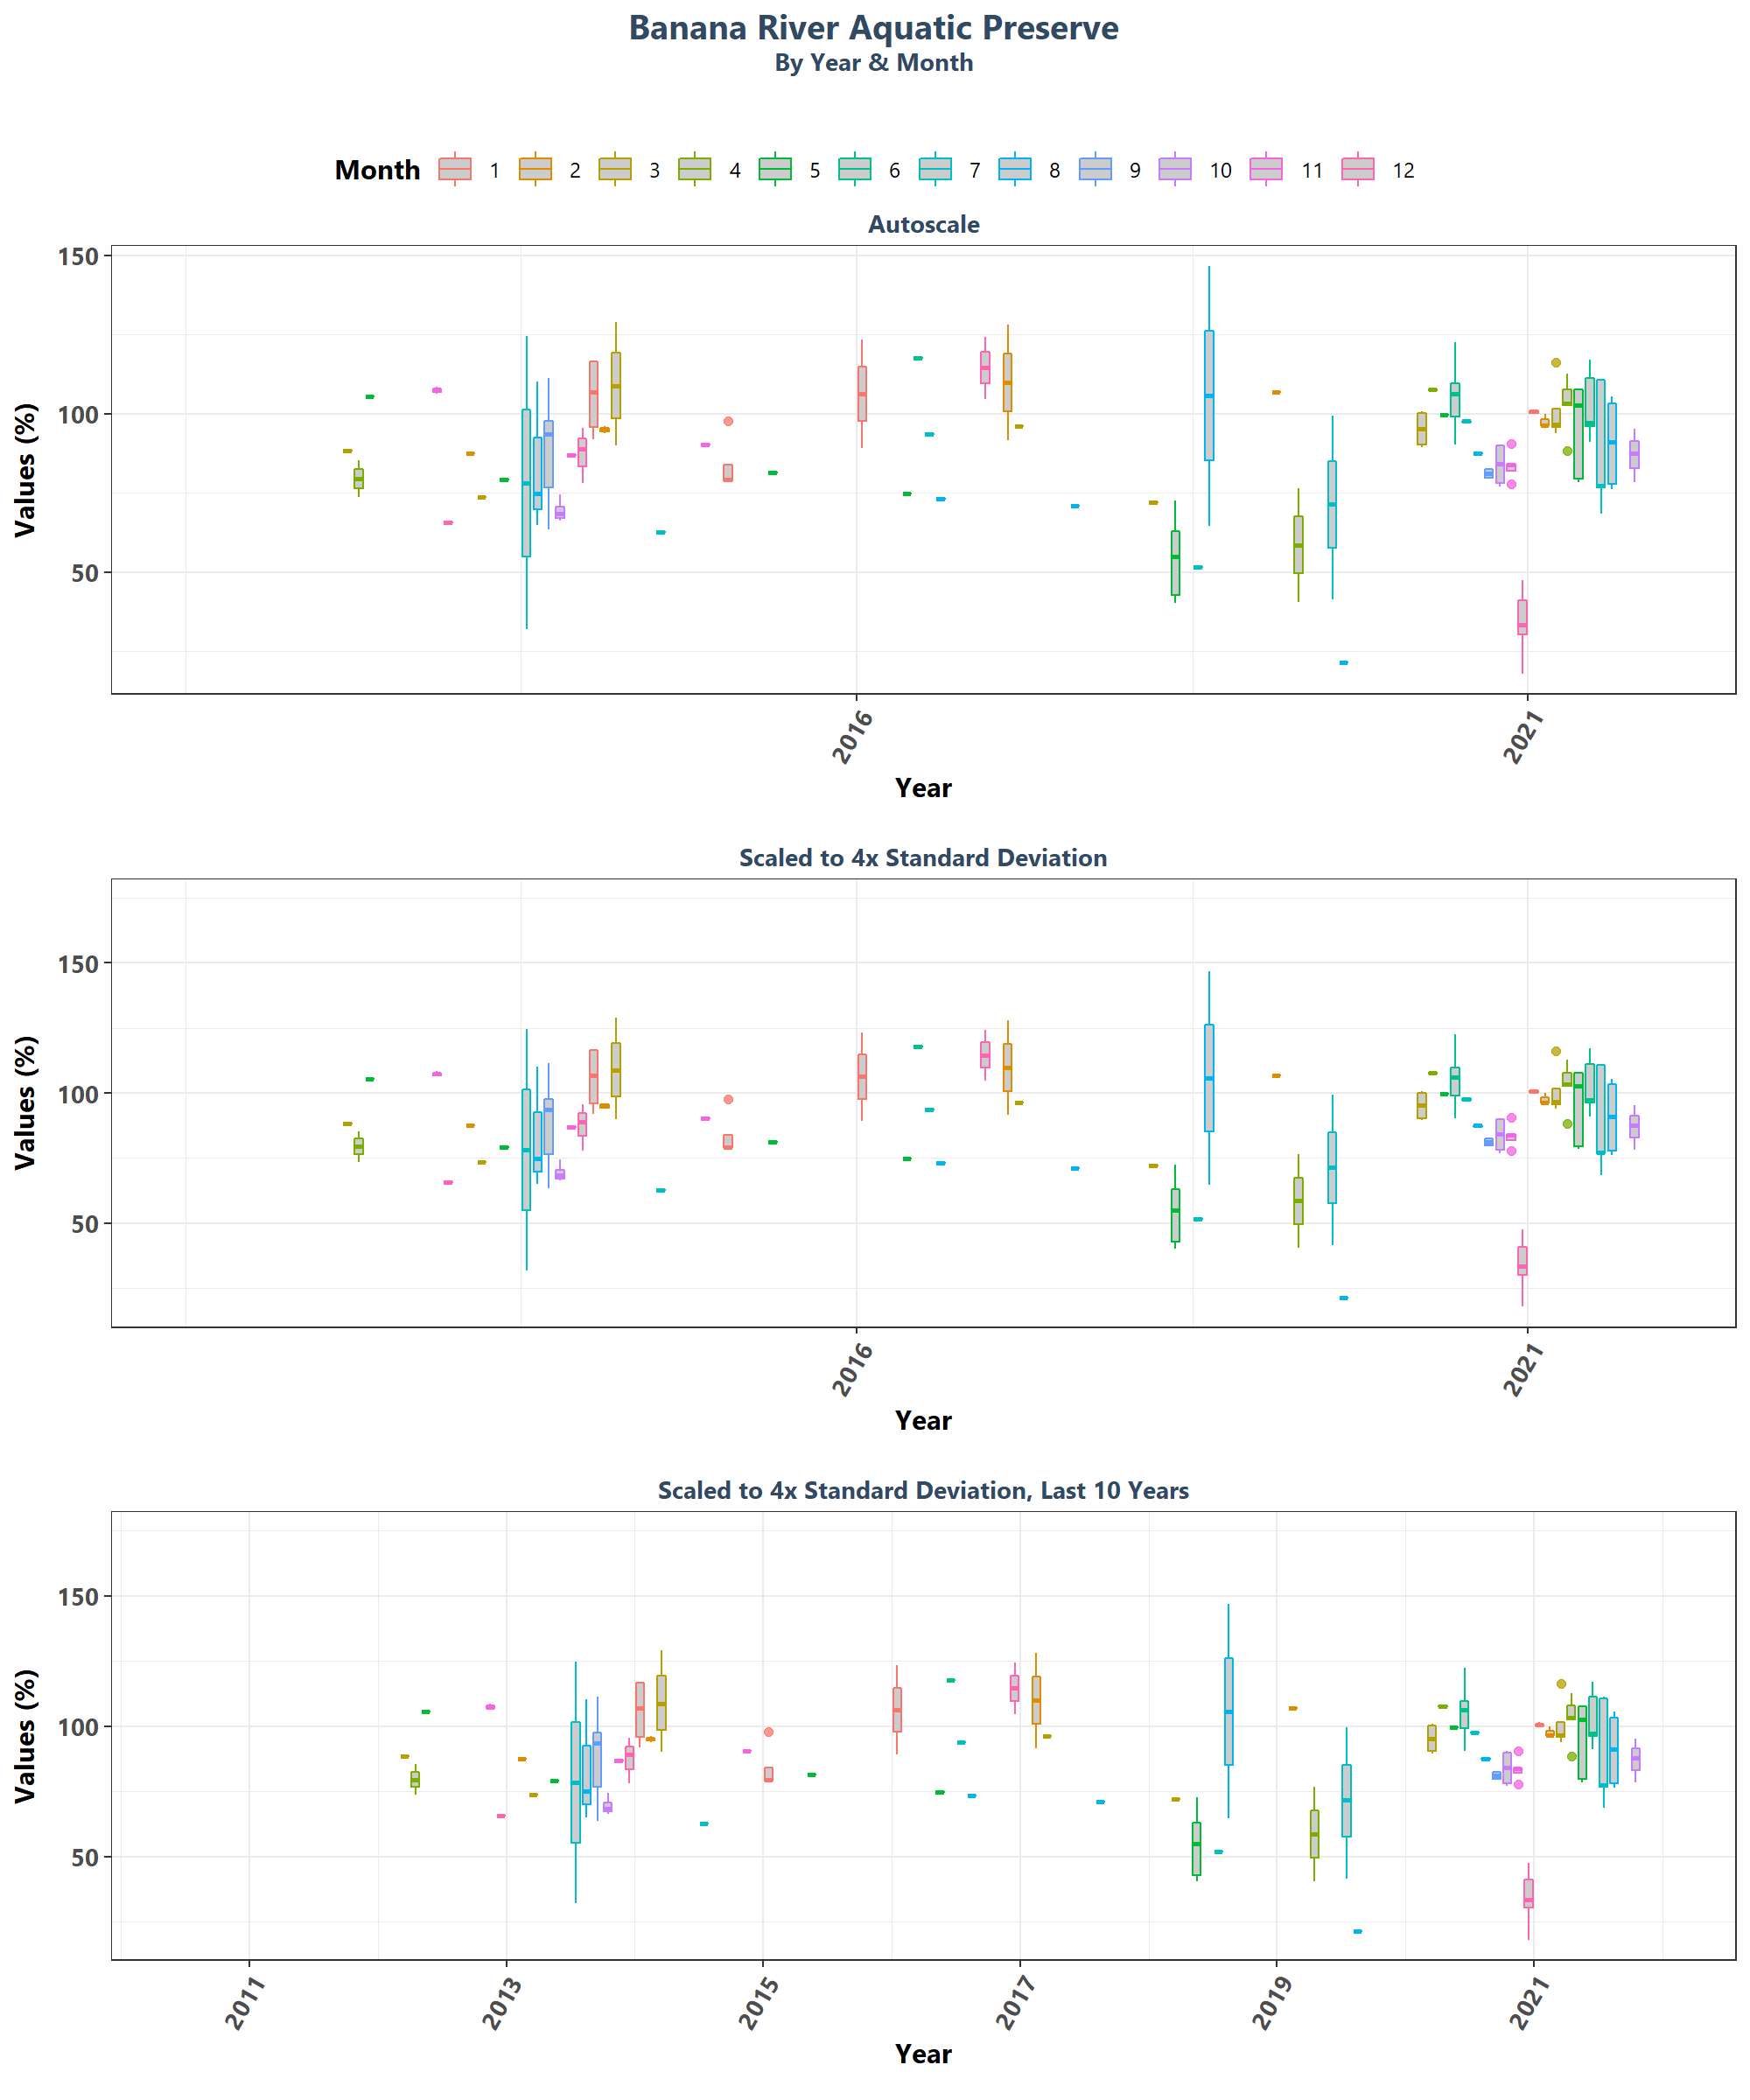 Banana River Aquatic Preserve
By Year & Month
Month 1 2 3 4 5 6 7 8 9 10 11 12
Autoscale
Values (%)
150
100
50
2016 2021
Year
Scaled to 4x Standard Deviation
Values (%)
150
100
50
2016 2021
Year
Scaled to 4x Standard Deviation, Last 10 Years
Values (%)
150
100
50
2011 2013 2015 2017 2019 2021
Year